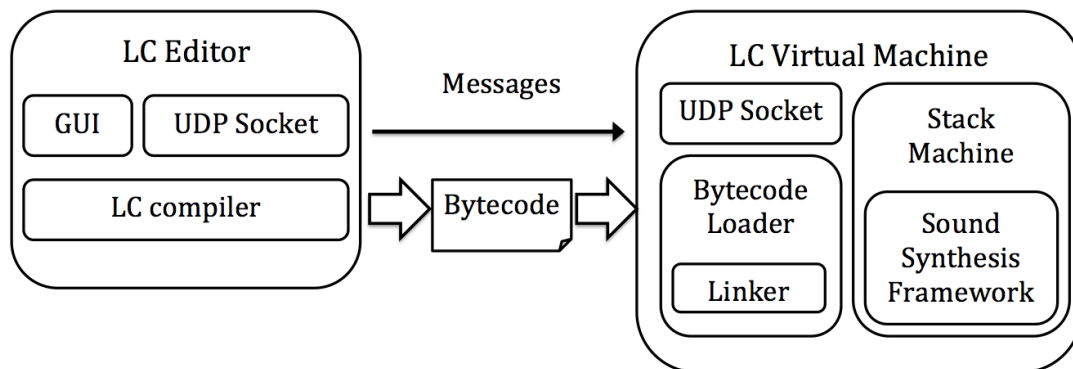 LC Editor
GUI
UDP Socket
LC compiler
Messages
Bytecode
LC Virtual Machine
UDP Socket
Bytecode
Loader
Linker
Stack
Machine
Sound
Synthesis
Framework